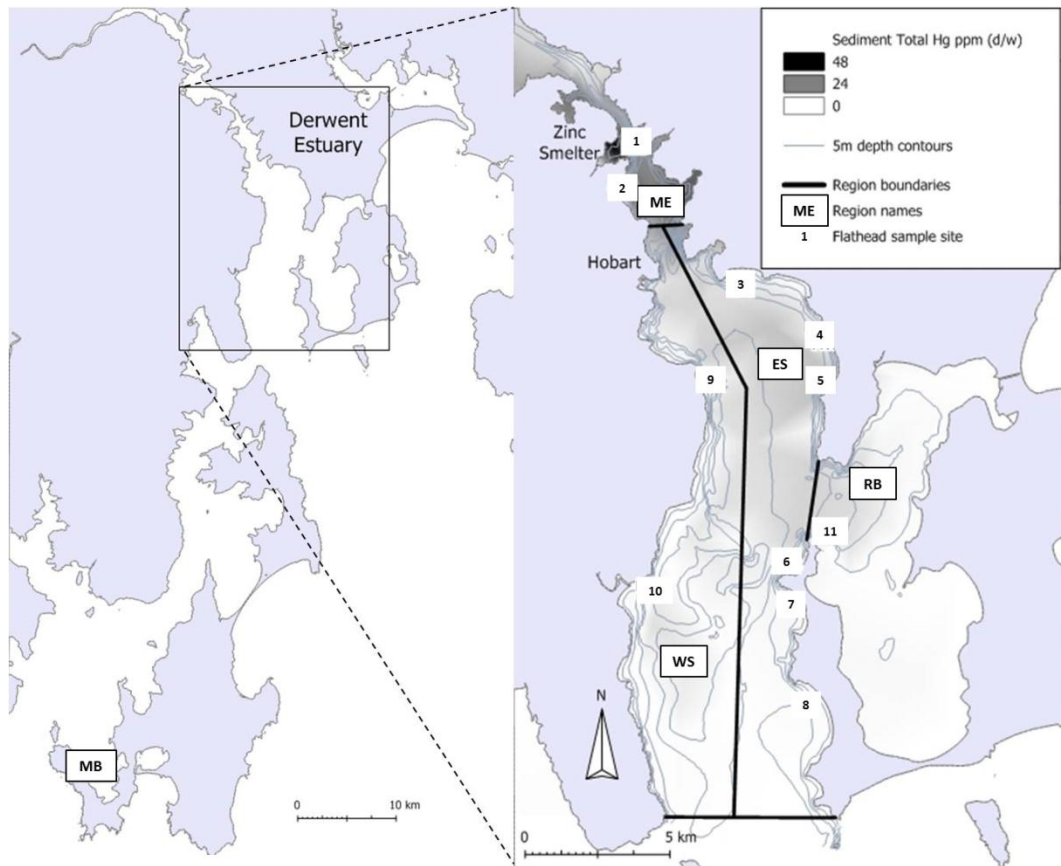 Derwent
Estuary
MB
0 10 km
Sediment Total Hg ppm (d/w)
48
24
0
5m depth contours
Region boundaries
ME Region names
1 Flathead sample site
Zinc
Smelter
1
2
ME
Hobart
3
4
ES
9
5
RB
11
6
10
7
WS
8
N
0 5 km